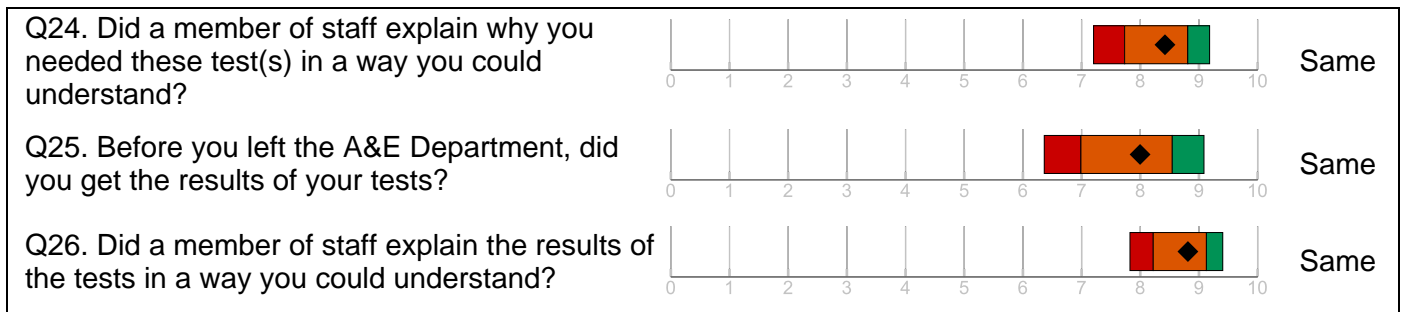 Q24. Did a member of staff explain why you
needed these test(s) in a way you could
understand?
0 1 2 3 4 5 6 7 8 9 10
Same
Q25. Before you left the A&E Department, did
you get the results of your tests?
0 1 2 3 4 5 6 7 8 9 10
Same
Q26. Did a member of staff explain the results of
the tests in a way you could understand?
0 1 2 3 4 5 6 7 8 9 10
Same